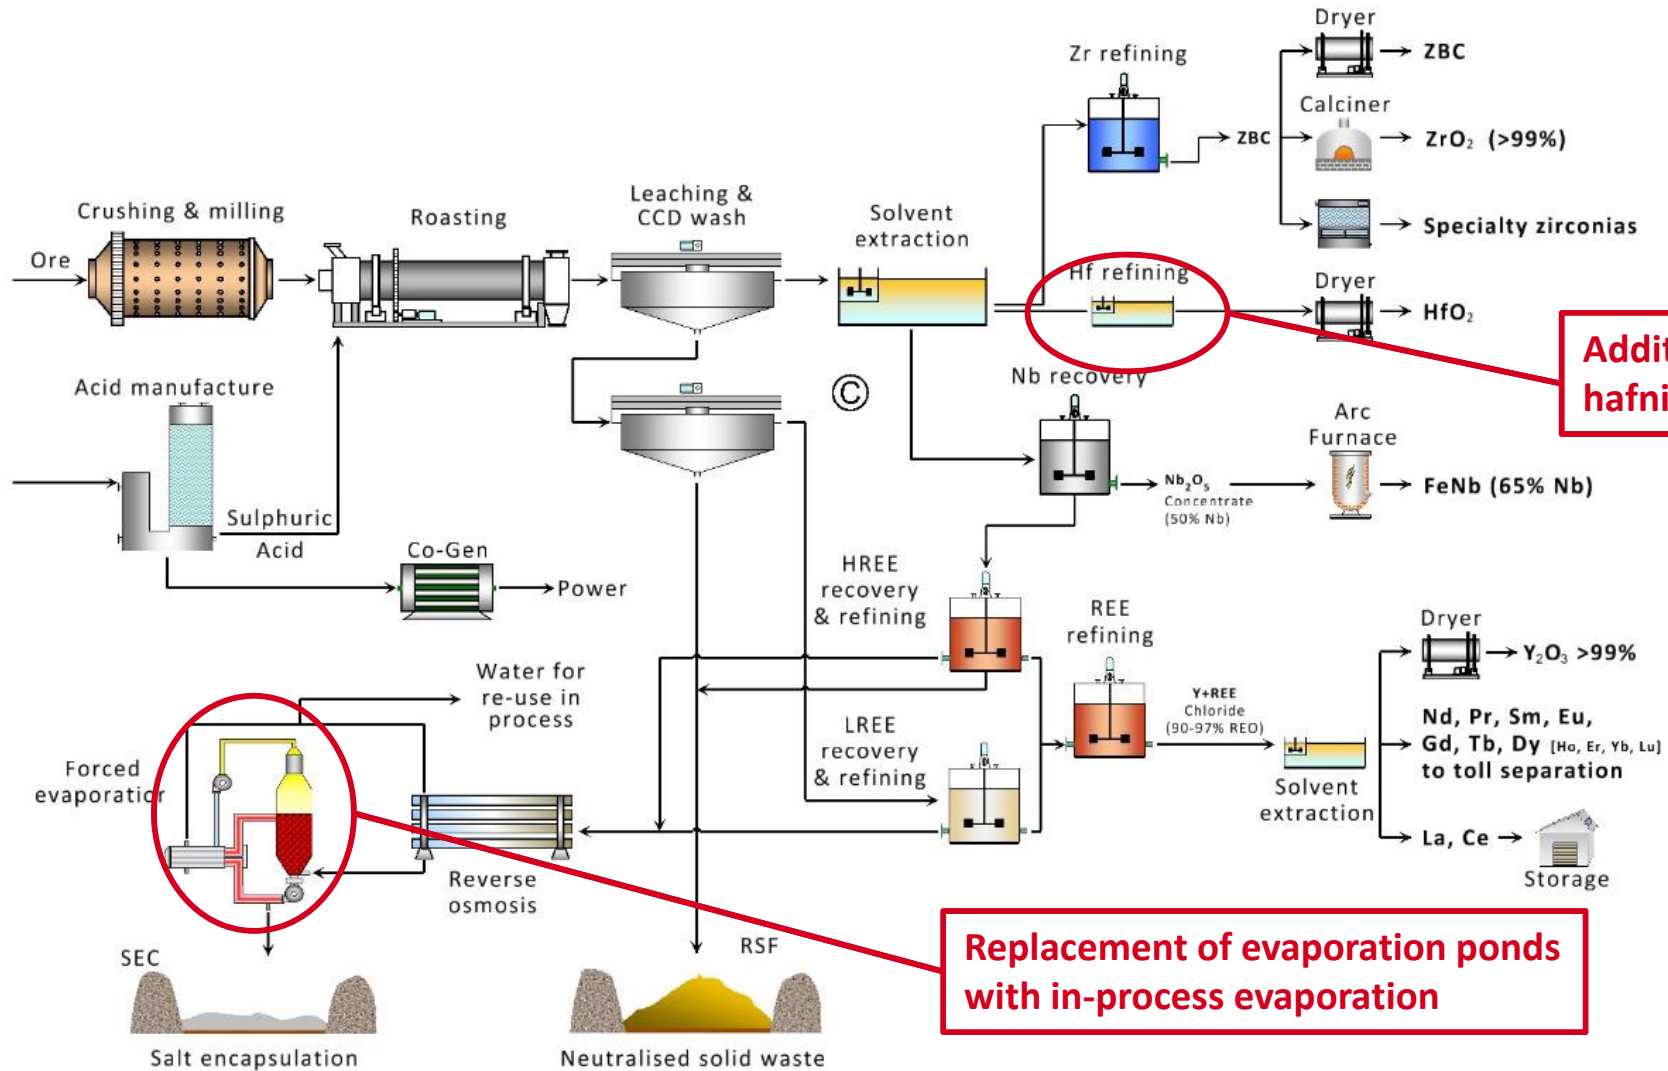 Dryer
ZBC
Zr refining
Calciner
ZBC
ZrO₂ (>99%)
Leaching &
CCD wash
Crushing & milling
Roasting
Solvent
extraction
Specialty zirconias
Ore
Hf refining
Dryer
HfO₂
Acid manufacture
©
Nb recovery
Arc
Furnace
Nb₂O₅
Concentrate
(50% Nb)
FeNb (65% Nb)
Sulphuric
Acid
Co-Gen
Power
HREE
recovery
& refining
REE
refining
Dryer
Y₂O₃ >99%
Water for
re-use in
process
Y+REE
Chloride
(90-97% REO)
LREE
recovery
& refining
Nd, Pr, Sm, Eu,
Gd, Tb, Dy [Ho, Er, Yb, Lu]
to toll separation
Forced
evaporation
Solvent
extraction
La, Ce
Storage
Reverse
osmosis
Replacement of evaporation ponds
with in-process evaporation
SEC
RSF
Salt encapsulation
Neutralised solid waste